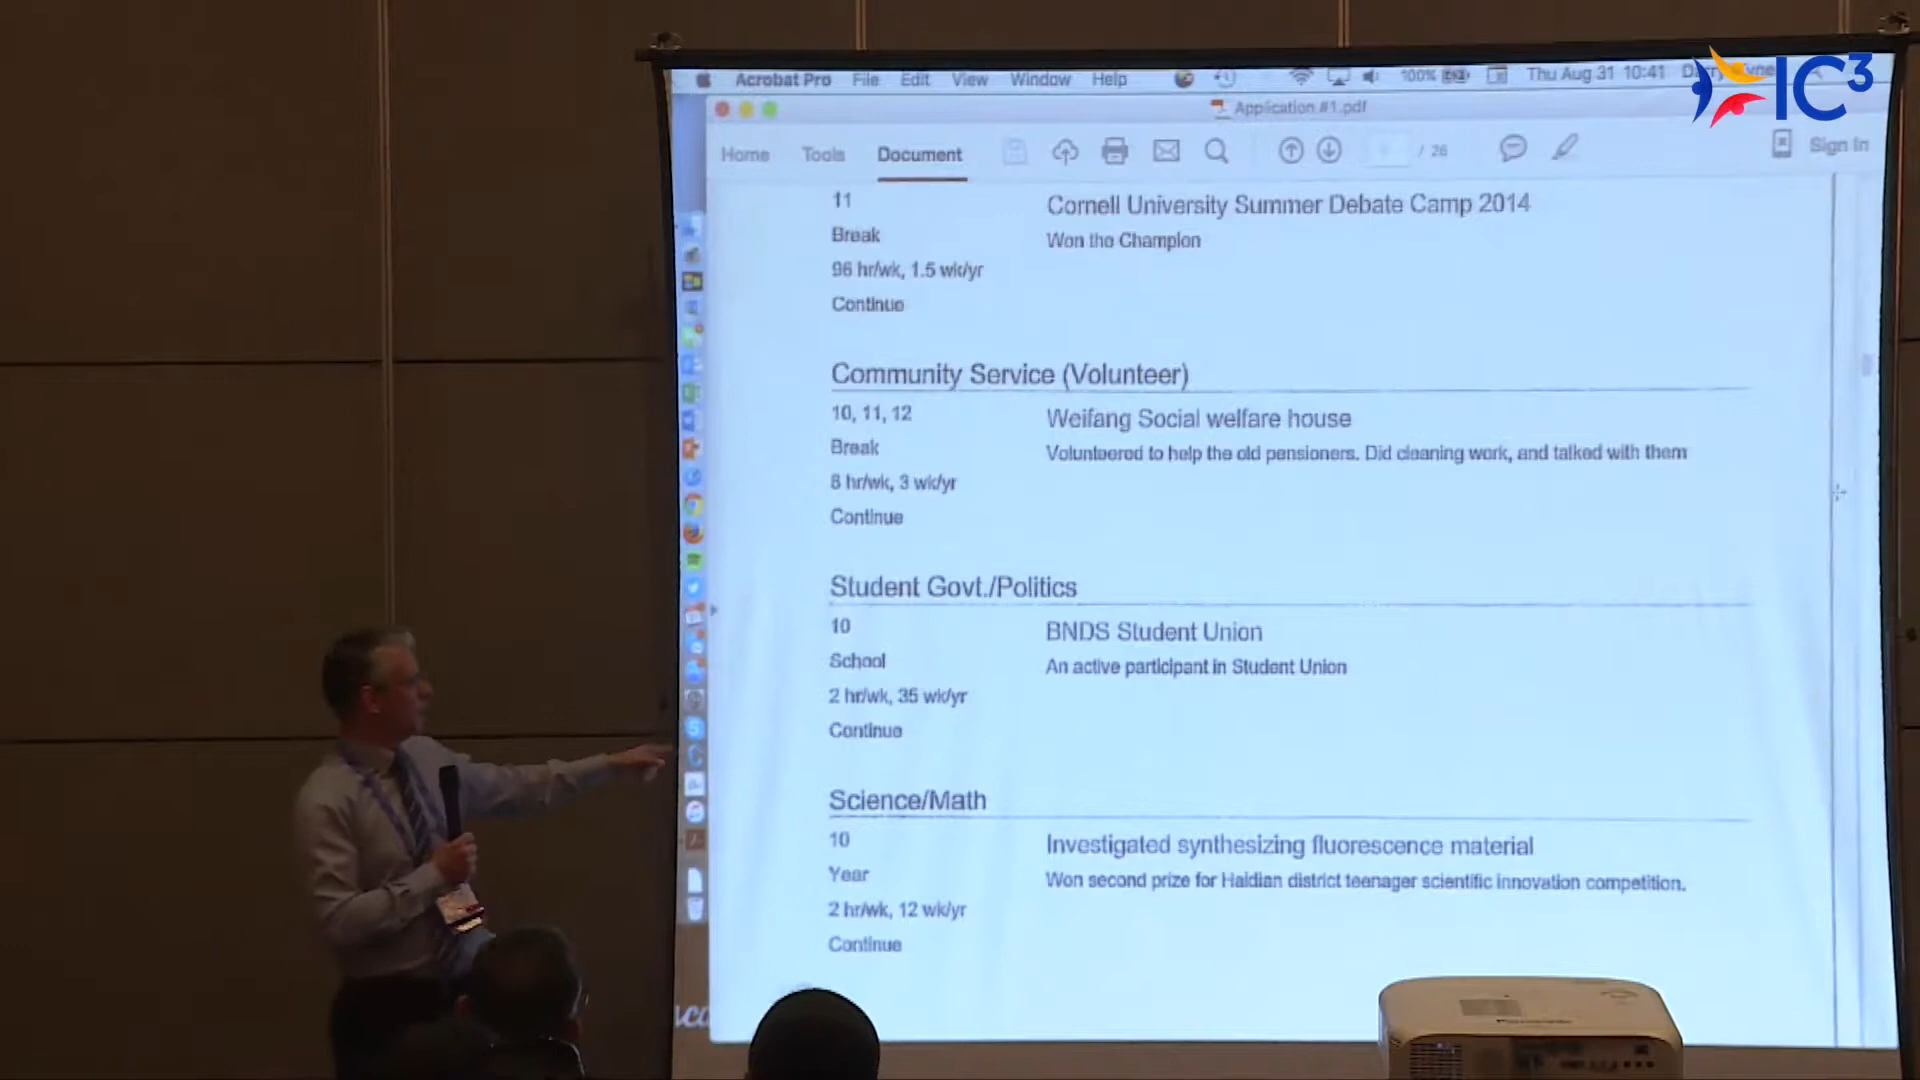 IC3
Acrobat Pro File Edit View Window Help 100% Thu Aug 31 10:41
Application #1.pdf
Home Tools Document / 26 Sign In
11 Cornell University Summer Debate Camp 2014
Break Won the Champion
96 hr/wk, 1.5 wk/yr
Continue
Community Service (Volunteer)
10, 11, 12 Weifang Social welfare house
Break Volunteered to help the old pensioners. Did cleaning work, and talked with them
8 hr/wk, 3 wk/yr
Continue
Student Govt./Politics
10 BNDS Student Union
School An active participant in Student Union
2 hr/wk, 35 wk/yr
Continue
Science/Math
10 Investigated synthesizing fluorescence material
Year Won second prize for Haidian district teenager scientific innovation competition.
2 hr/wk, 12 wk/yr
Continue